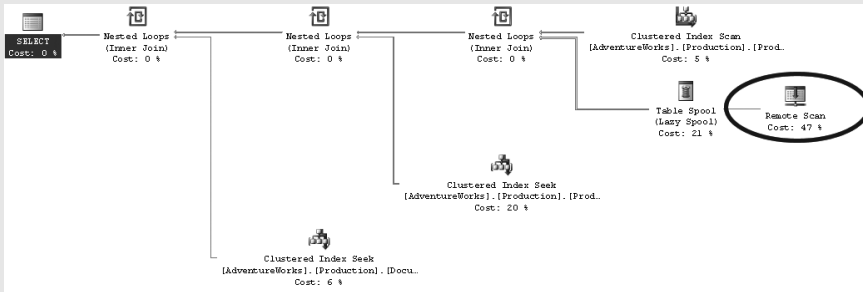 SELECT
Cost: 0 %
Nested Loops
(Inner Join)
Cost: 0 %
Nested Loops
(Inner Join)
Cost: 0 %
Nested Loops
(Inner Join)
Cost: 0 %
Clustered Index Scan
[AdventureWorks].[Production].[Prod…
Cost: 5 %
Table Spool
(Lazy Spool)
Cost: 21 %
Remote Scan
Cost: 47 %
Clustered Index Seek
[AdventureWorks].[Production].[Prod…
Cost: 20 %
Clustered Index Seek
[AdventureWorks].[Production].[Docu…
Cost: 6 %